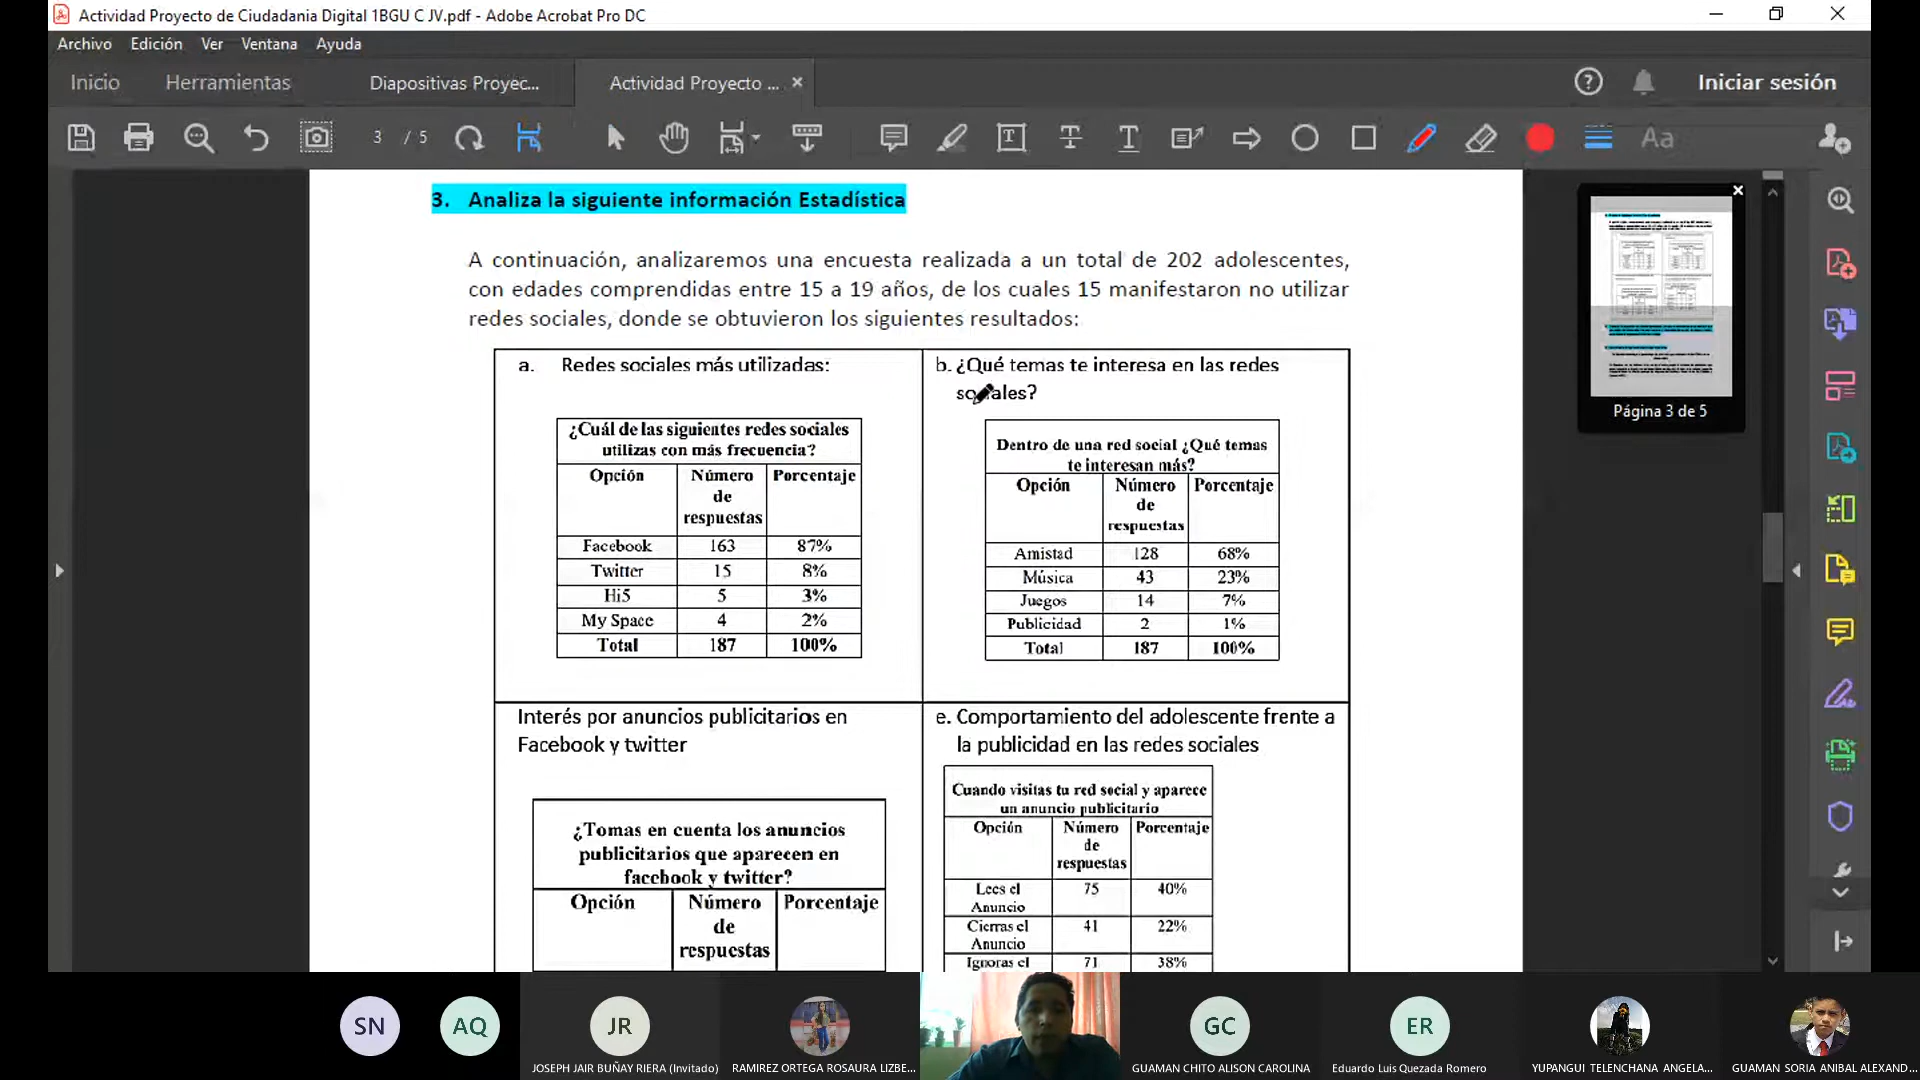 Actividad Proyecto de Ciudadania Digital 1BGU C JV.pdf - Adobe Acrobat Pro DC
Archivo Edición Ver Ventana Ayuda
Inicio Herramientas Diapositivas Proyec... Actividad Proyecto ... × Iniciar sesión
3 / 5 Aa
3. Analiza la siguiente información Estadística
A continuación, analizaremos una encuesta realizada a un total de 202 adolescentes,
con edades comprendidas entre 15 a 19 años, de los cuales 15 manifestaron no utilizar
redes sociales, donde se obtuvieron los siguientes resultados:
a. Redes sociales más utilizadas:
¿Cuál de las siguientes redes sociales
utilizas con más frecuencia?
Opción Número de respuestas Porcentaje
Facebook 163 87%
Twitter 15 8%
Hi5 5 3%
My Space 4 2%
Total 187 100%
b. ¿Qué temas te interesa en las redes
sociales?
Dentro de una red social ¿Qué temas
te interesan más?
Opción Número de respuestas Porcentaje
Amistad 128 68%
Música 43 23%
Juegos 14 7%
Publicidad 2 1%
Total 187 100%
Interés por anuncios publicitarios en
Facebook y twitter
¿Tomas en cuenta los anuncios
publicitarios que aparecen en
facebook y twitter?
Opción Número de respuestas Porcentaje
e. Comportamiento del adolescente frente a
la publicidad en las redes sociales
Cuando visitas tu red social y aparece
un anuncio publicitario
Opción Número de respuestas Porcentaje
Lees el Anuncio 75 40%
Cierras el Anuncio 41 22%
Ignoras el 71 38%
Página 3 de 5
SN AQ JR GC ER
JOSEPH JAIR BUÑAY RIERA (Invitado)
RAMIREZ ORTEGA ROSAURA LIZBE...
GUAMAN CHITO ALISON CAROLINA
Eduardo Luis Quezada Romero
YUPANGUI TELENCHANA ANGELA...
GUAMAN SORIA ANIBAL ALEXAND...